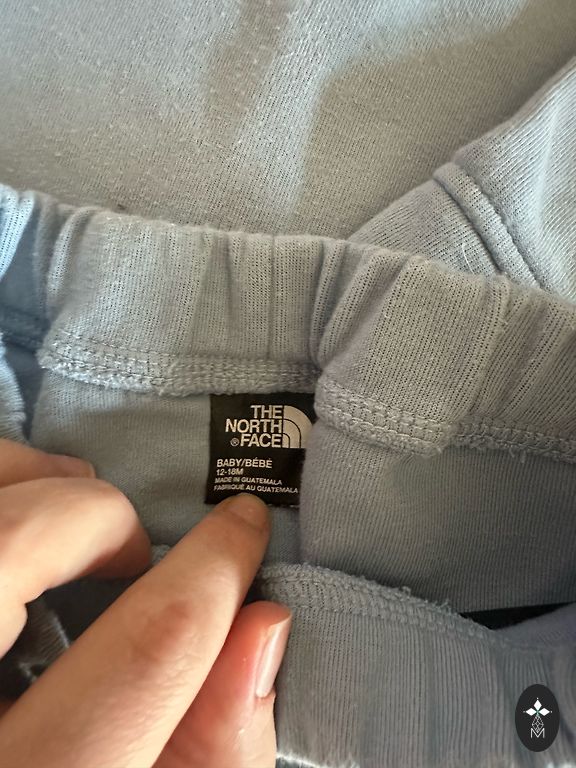 THE
NORTH
®FACE
BABY/BÉBÉ
12-18M
MADE IN GUATEMALA
FABRIQUÉ AU GUATEMALA
M